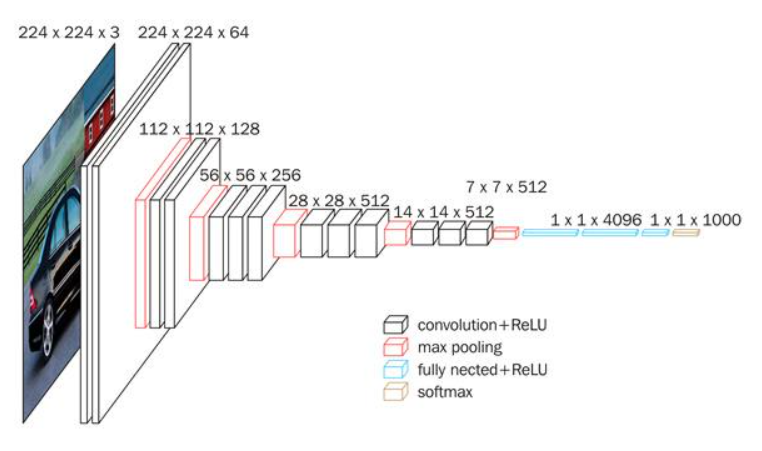 224 x 224 x 3
224 x 224 x 64
112 x 112 x 128
56 x 56 x 256
28 x 28 x 512
14 x 14 x 512
7 x 7 x 512
1 x 1 x 4096
1 x 1 x 1000
convolution+ReLU
max pooling
fully nected+ReLU
softmax